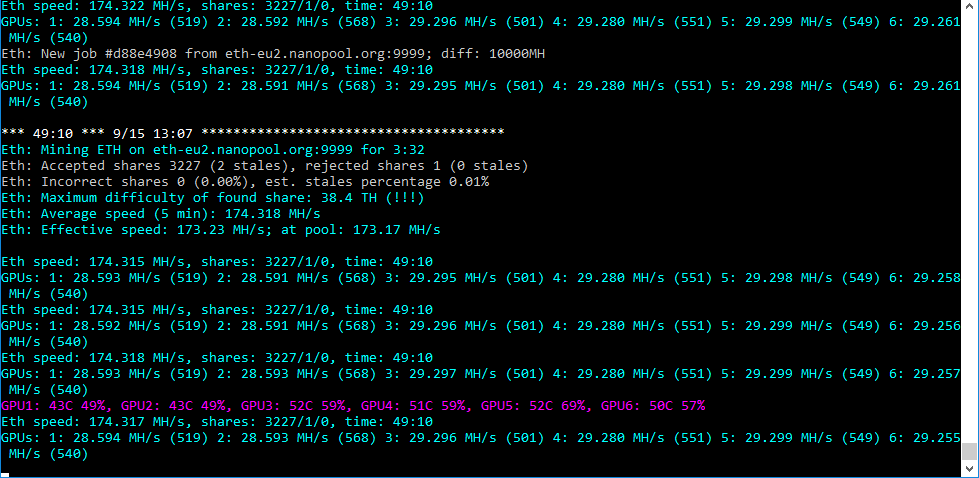 Eth speed: 174.322 MH/s, shares: 3227/1/0, time: 49:10
GPUs: 1: 28.594 MH/s (519) 2: 28.592 MH/s (568) 3: 29.296 MH/s (501) 4: 29.280 MH/s (551) 5: 29.299 MH/s (549) 6: 29.261
MH/s (540)
Eth: New job #d88e4908 from eth-eu2.nanopool.org:9999; diff: 10000MH
Eth speed: 174.318 MH/s, shares: 3227/1/0, time: 49:10
GPUs: 1: 28.594 MH/s (519) 2: 28.591 MH/s (568) 3: 29.295 MH/s (501) 4: 29.280 MH/s (551) 5: 29.298 MH/s (549) 6: 29.261
MH/s (540)
*** 49:10 *** 9/15 13:07 **************************************
Eth: Mining ETH on eth-eu2.nanopool.org:9999 for 3:32
Eth: Accepted shares 3227 (2 stales), rejected shares 1 (0 stales)
Eth: Incorrect shares 0 (0.00%), est. stales percentage 0.01%
Eth: Maximum difficulty of found share: 38.4 TH (!!!)
Eth: Average speed (5 min): 174.318 MH/s
Eth: Effective speed: 173.23 MH/s; at pool: 173.17 MH/s
Eth speed: 174.315 MH/s, shares: 3227/1/0, time: 49:10
GPUs: 1: 28.593 MH/s (519) 2: 28.591 MH/s (568) 3: 29.295 MH/s (501) 4: 29.280 MH/s (551) 5: 29.298 MH/s (549) 6: 29.258
MH/s (540)
Eth speed: 174.315 MH/s, shares: 3227/1/0, time: 49:10
GPUs: 1: 28.592 MH/s (519) 2: 28.591 MH/s (568) 3: 29.296 MH/s (501) 4: 29.280 MH/s (551) 5: 29.299 MH/s (549) 6: 29.256
MH/s (540)
Eth speed: 174.318 MH/s, shares: 3227/1/0, time: 49:10
GPUs: 1: 28.593 MH/s (519) 2: 28.593 MH/s (568) 3: 29.297 MH/s (501) 4: 29.280 MH/s (551) 5: 29.299 MH/s (549) 6: 29.257
MH/s (540)
GPU1: 43C 49%, GPU2: 43C 49%, GPU3: 52C 59%, GPU4: 51C 59%, GPU5: 52C 69%, GPU6: 50C 57%
Eth speed: 174.317 MH/s, shares: 3227/1/0, time: 49:10
GPUs: 1: 28.594 MH/s (519) 2: 28.593 MH/s (568) 3: 29.296 MH/s (501) 4: 29.280 MH/s (551) 5: 29.299 MH/s (549) 6: 29.255
MH/s (540)